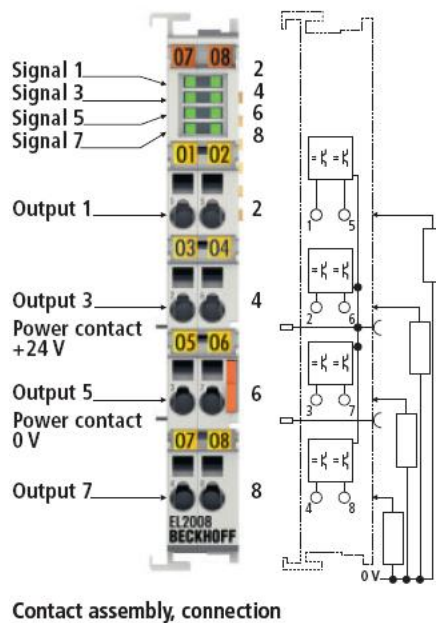 07 08
Signal 1 2
Signal 3 4
Signal 5 6
Signal 7 8
01 02
Output 1 2
1 5
03 04
Output 3 4
2 6
Power contact
+24 V
05 06
Output 5 6
3 7
Power contact
0 V
07 08
Output 7 8
4 8
EL2008
BECKHOFF
0 V
Contact assembly, connection